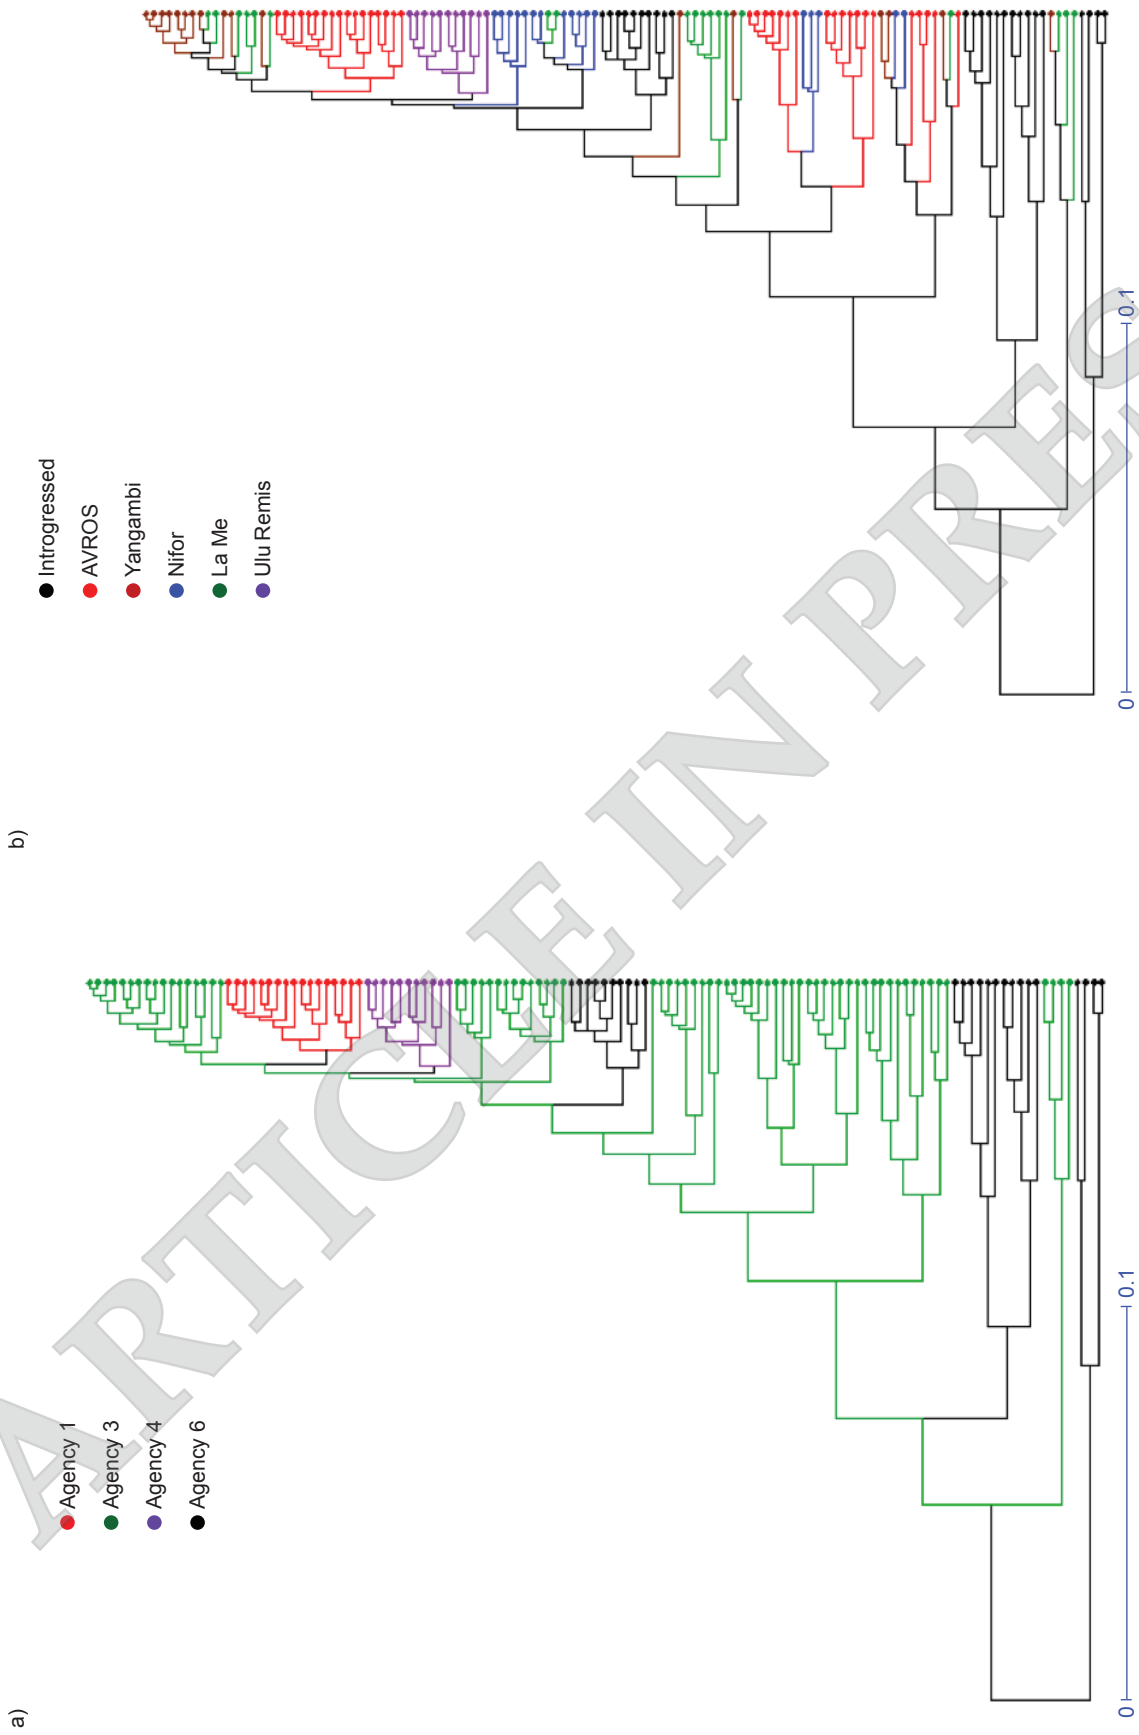 a)
Agency 1
Agency 3
Agency 4
Agency 6
0
0.1
b)
Introgressed
AVROS
Yangambi
Nifor
La Me
Ulu Remis
0
0.1
ARTICLE IN PRES